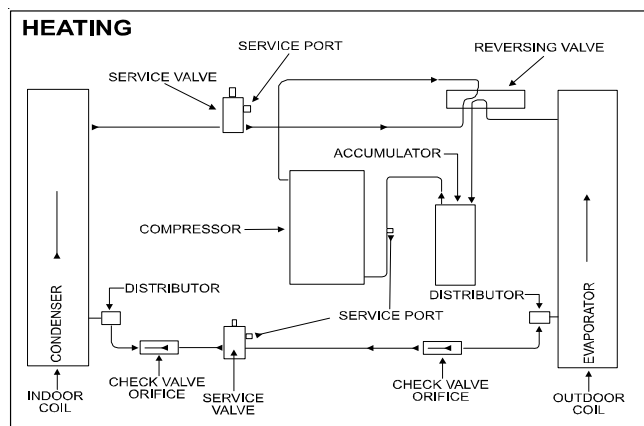 HEATING
SERVICE PORT
SERVICE VALVE
REVERSING VALVE
ACCUMULATOR
COMPRESSOR
DISTRIBUTOR
DISTRIBUTOR
SERVICE PORT
CONDENSER
EVAPORATOR
INDOOR
COIL
CHECK VALVE
ORIFICE
SERVICE
VALVE
CHECK VALVE
ORIFICE
OUTDOOR
COIL